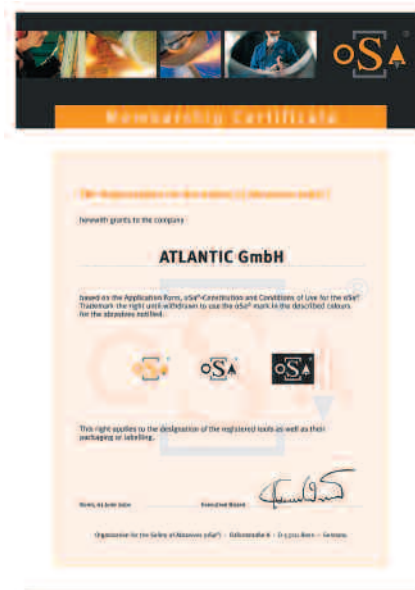 oSa
Membership Certificate
herewith grants to the company
ATLANTIC GmbH
based on the Application Form, oSa®-Constitution and Conditions of Use for the oSa®
Trademark the right until withdrawn to use the oSa® mark in the described colours
for the abrasives notified.
oSa oSa oSa
This right applies to the designation of the registered tools as well as their
packaging or labelling.
Executive Board
Organisation for the Safety of Abrasives (oSa®) - D-53111 Bonn - Germany